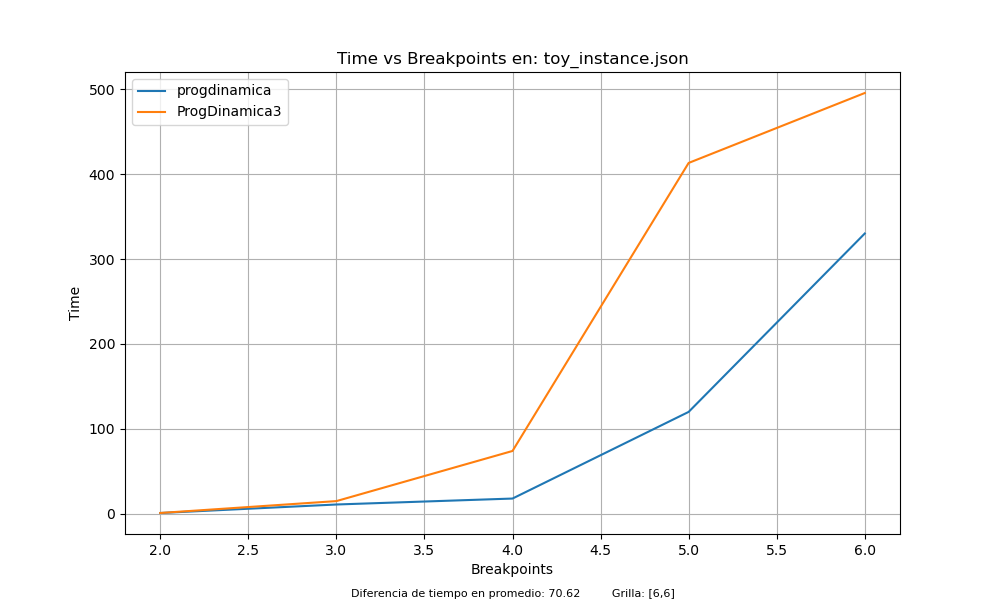 Time vs Breakpoints en: toy_instance.json
progdinamica
ProgDinamica3
500
400
300
200
100
0
Time
2.0 2.5 3.0 3.5 4.0 4.5 5.0 5.5 6.0
Breakpoints
Diferencia de tiempo en promedio: 70.62 Grilla: [6,6]